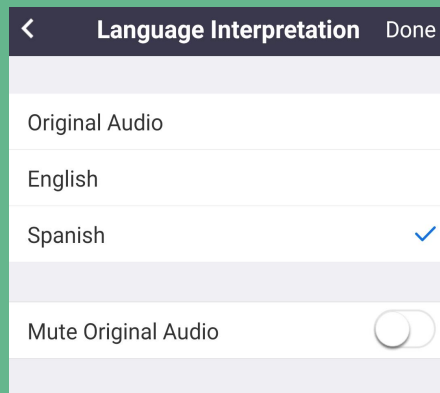 Language Interpretation Done
Original Audio
English
Spanish
Mute Original Audio